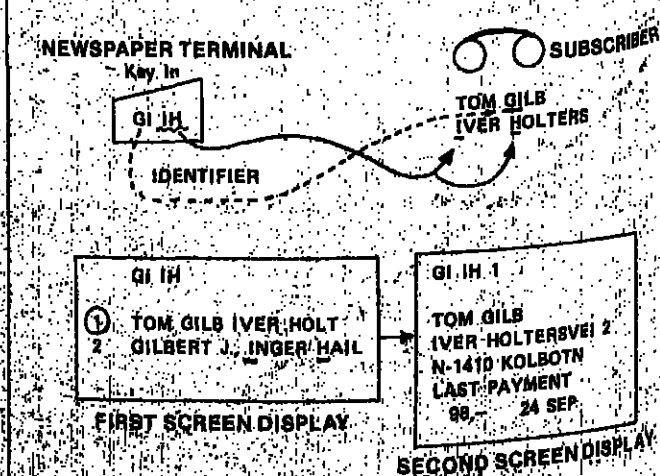 NEWSPAPER TERMINAL
Key In
GI IH
IDENTIFIER
SUBSCRIBER
TOM GILB
IVER HOLTERS
GI IH
1 TOM GILB IVER HOLT
2 GILBERT J., INGER HAIL
FIRST SCREEN DISPLAY
GI IH 1
TOM GILB
IVER HOLTERSVEI 2
N-1410 KOLBOTN
LAST PAYMENT
98,- 24 SEP
SECOND SCREEN DISPLAY